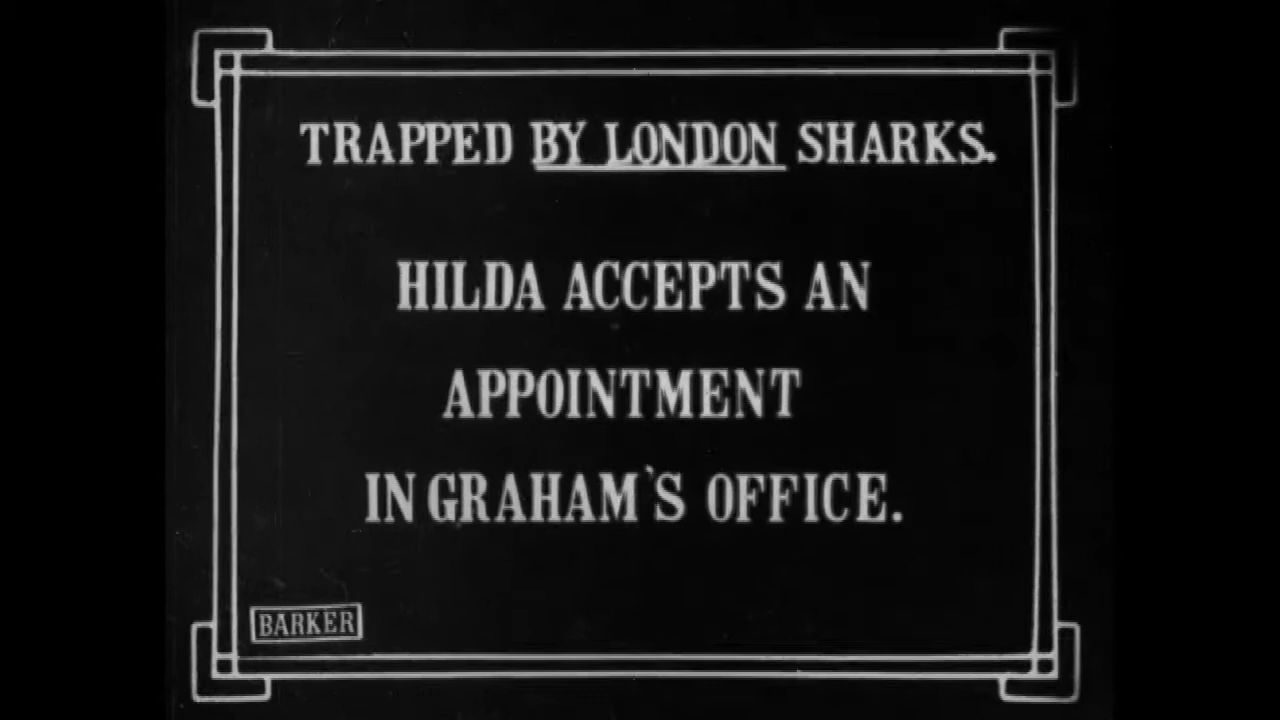 TRAPPED BY LONDON SHARKS.
HILDA ACCEPTS AN
APPOINTMENT
IN GRAHAM'S OFFICE.
BARKER